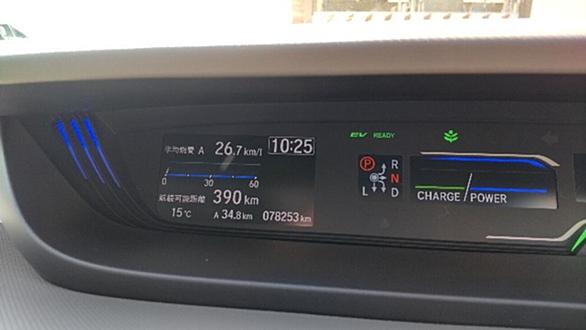 平均燃費 A 26.7 km/l 10:25
0 30 60
航続可能距離 390 km
15℃ A 34.8 km 078253 km
EV READY
P R
N
L D
CHARGE / POWER